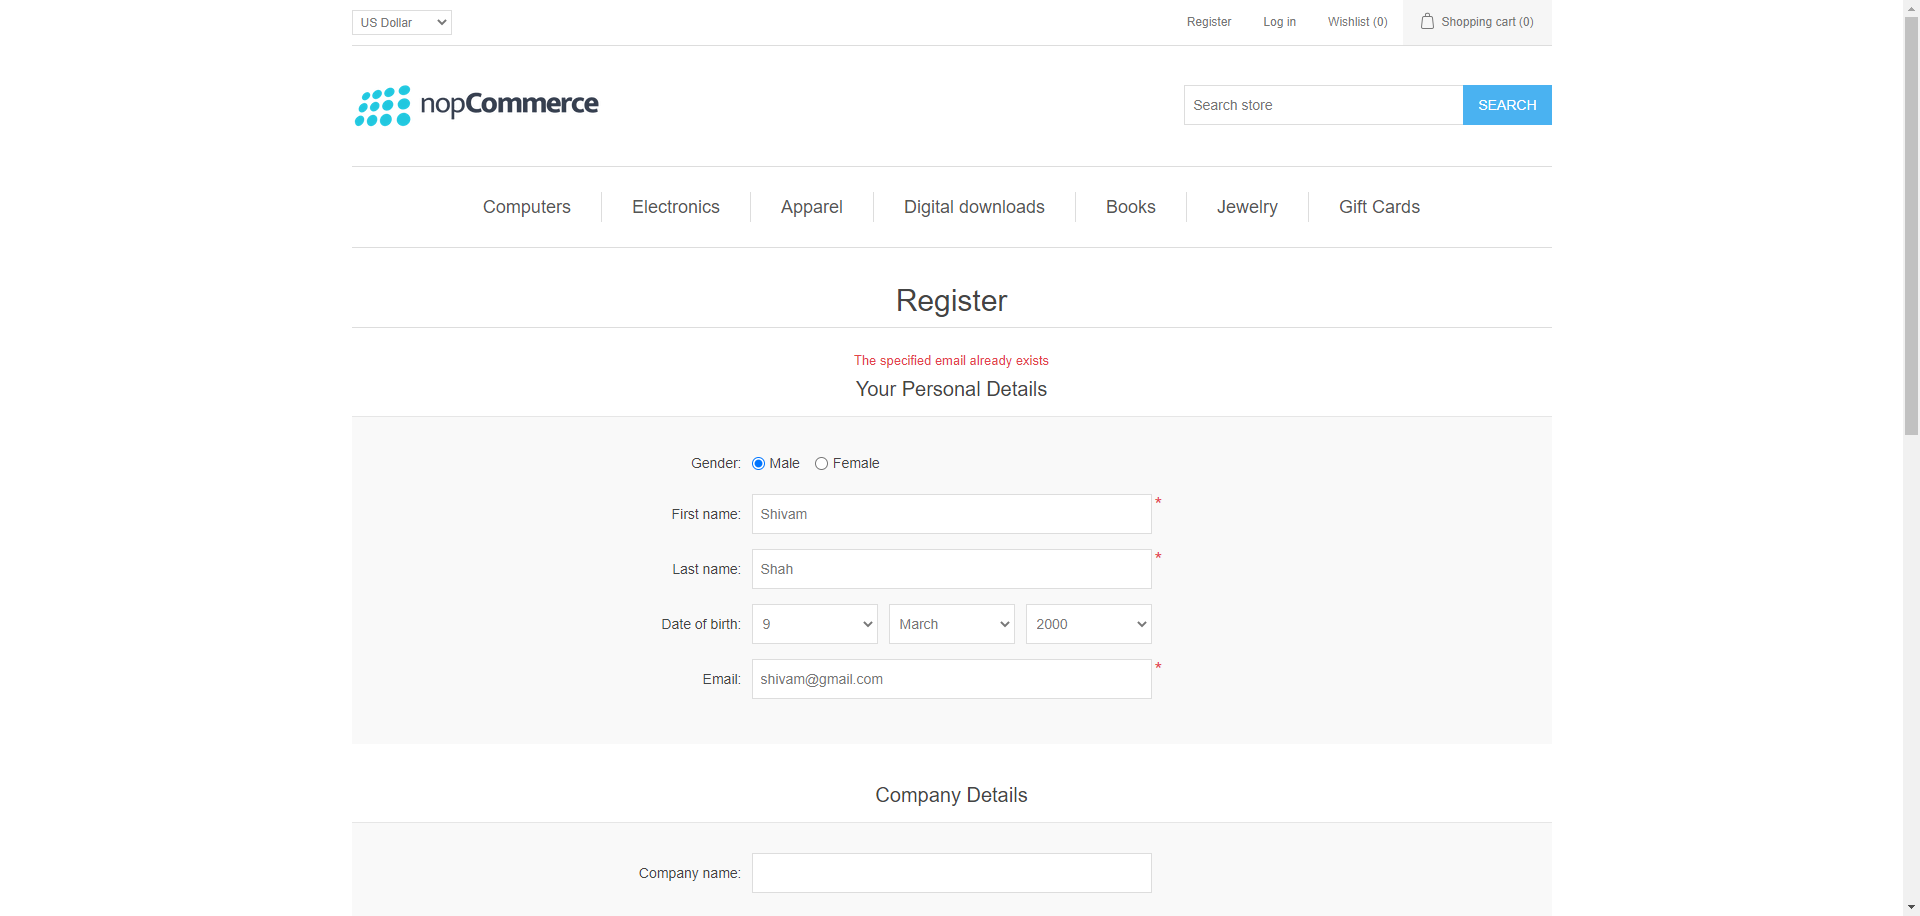 US Dollar Register Log in Wishlist (0) Shopping cart (0)
nopCommerce Search store SEARCH
Computers Electronics Apparel Digital downloads Books Jewelry Gift Cards
Register
The specified email already exists
Your Personal Details
Gender: Male Female
First name: Shivam *
Last name: Shah *
Date of birth: 9 March 2000
Email: shivam@gmail.com *
Company Details
Company name: